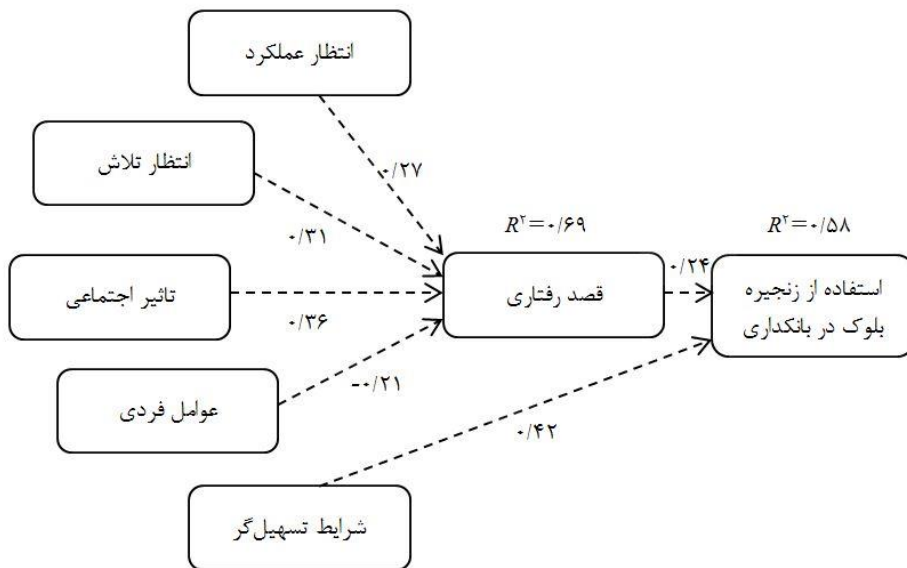 انتظار عملکرد
انتظار تلاش
۰/۲۷
۰/۳۱
R²=۰/۶۹
R²=۰/۵۸
تاثیر اجتماعی
۰/۳۶
قصد رفتاری
۰/۲۴
استفاده از زنجیره
بلوک در بانکداری
عوامل فردی
-۰/۲۱
۰/۴۲
شرایط تسهیل‌گر